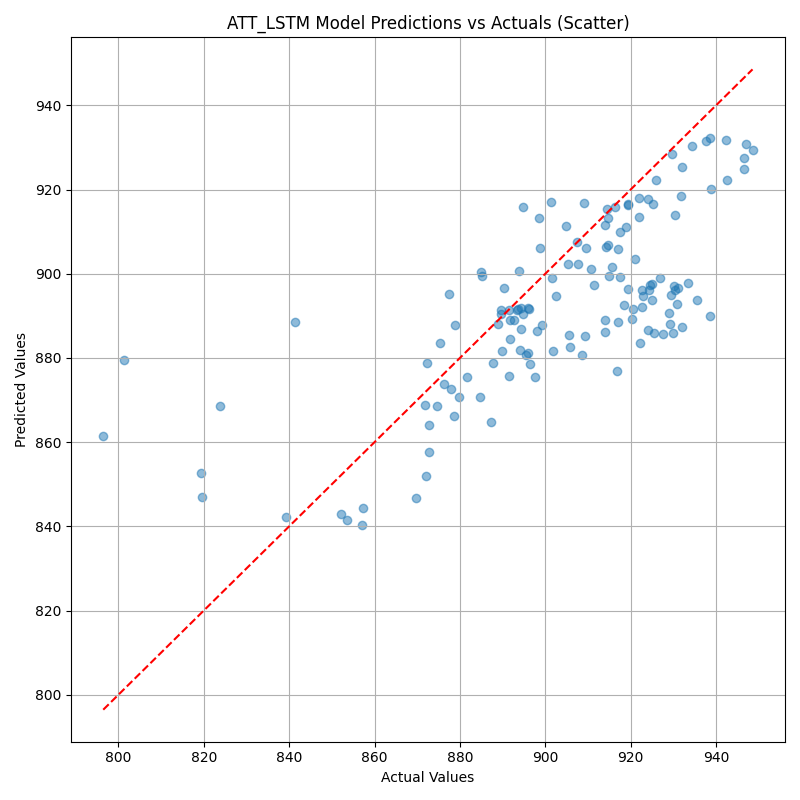 ATT_LSTM Model Predictions vs Actuals (Scatter)
Predicted Values
940
920
900
880
860
840
820
800
800 820 840 860 880 900 920 940
Actual Values